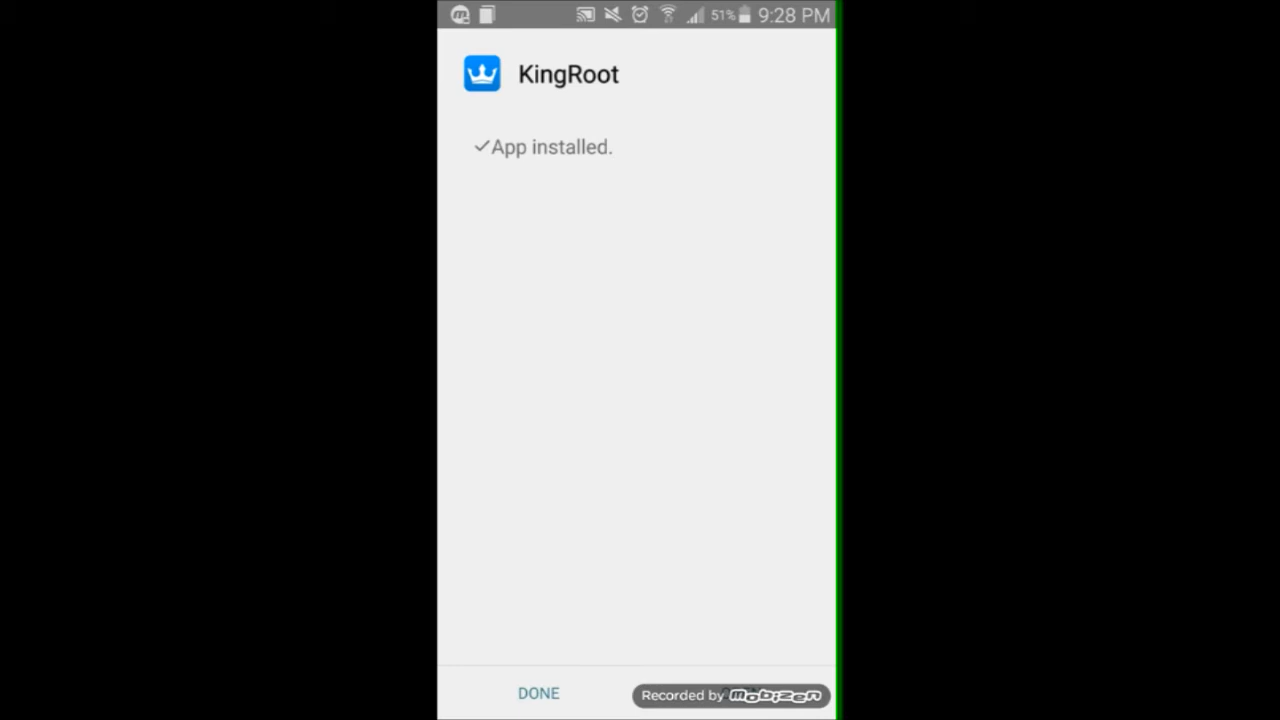 51% 9:28 PM
KingRoot
✓App installed.
DONE
Recorded by Mobizen